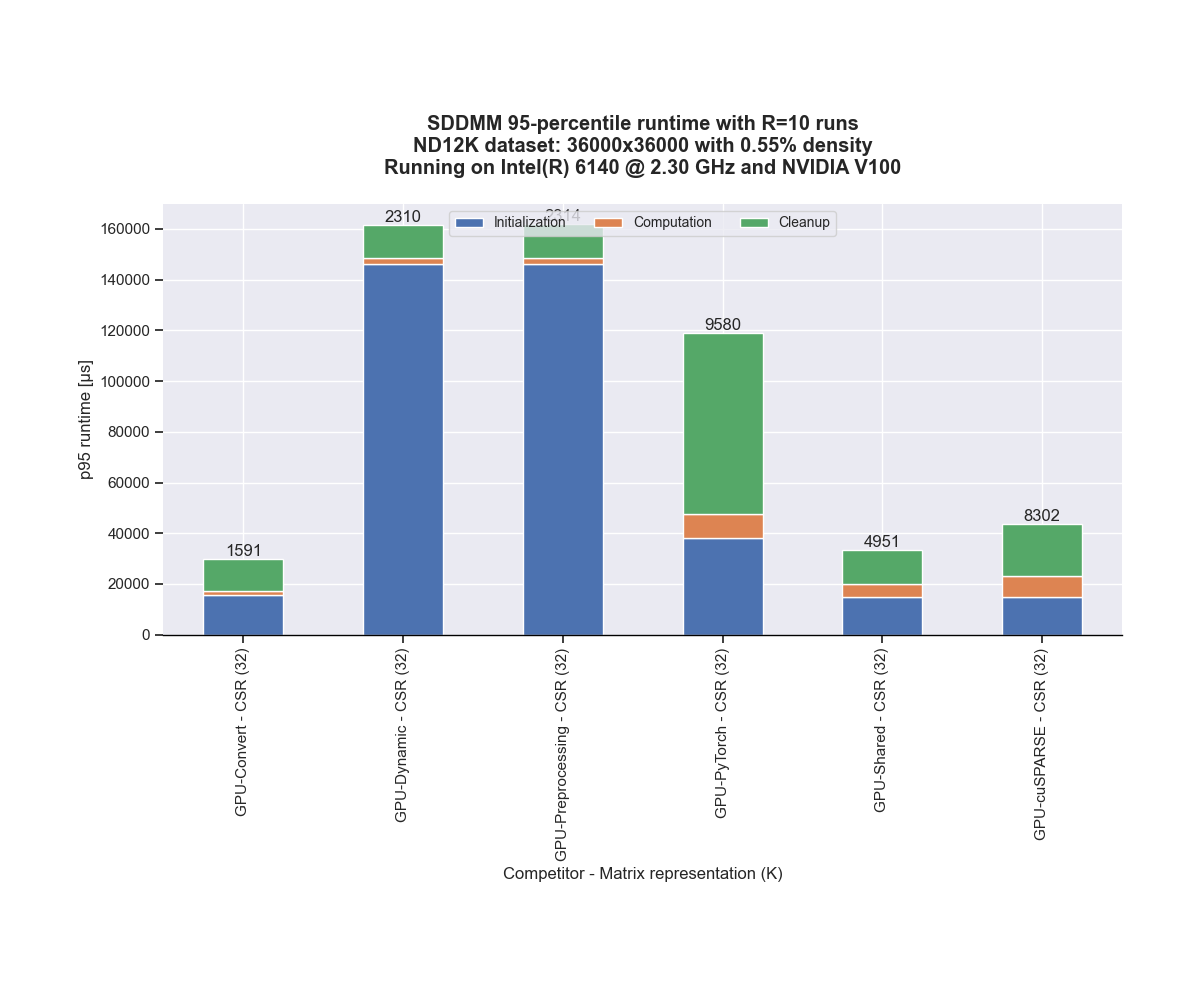 SDDMM 95-percentile runtime with R=10 runs
ND12K dataset: 36000x36000 with 0.55% density
Running on Intel(R) 6140 @ 2.30 GHz and NVIDIA V100
Initialization
Computation
Cleanup
2310
2314
9580
1591
4951
8302
p95 runtime [µs]
160000
140000
120000
100000
80000
60000
40000
20000
0
GPU-Convert - CSR (32)
GPU-Dynamic - CSR (32)
GPU-Preprocessing - CSR (32)
GPU-PyTorch - CSR (32)
GPU-Shared - CSR (32)
GPU-cuSPARSE - CSR (32)
Competitor - Matrix representation (K)